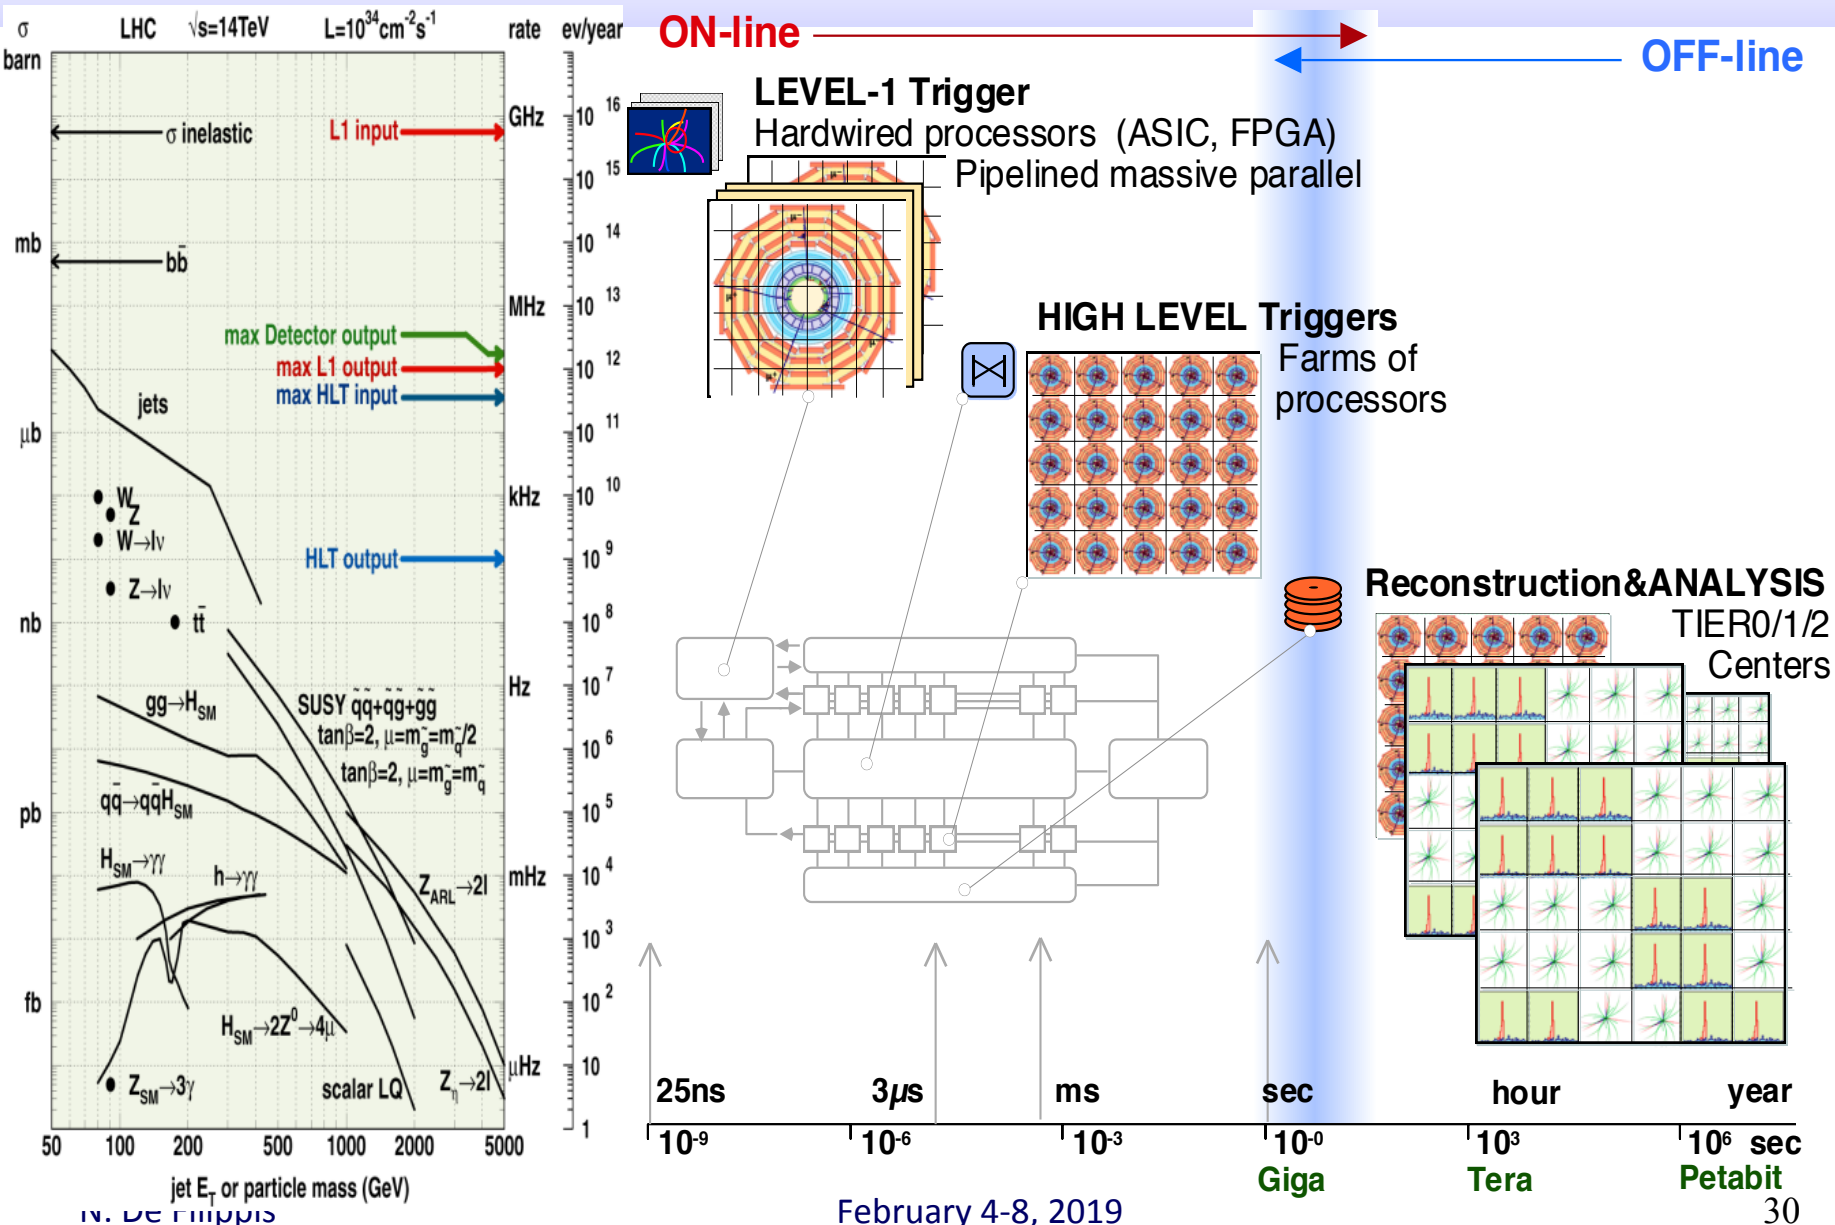 σ LHC √s=14TeV L=10³⁴cm⁻²s⁻¹ rate ev/year
barn
mb
μb
nb
pb
fb
GHz
MHz
kHz
Hz
mHz
μHz
10¹⁶
10¹⁵
10¹⁴
10¹³
10¹²
10¹¹
10¹⁰
10⁹
10⁸
10⁷
10⁶
10⁵
10⁴
10³
10²
10
1
σ inelastic
L1 input
bb̄
max Detector output
max L1 output
max HLT input
jets
W
Z
W→lν
HLT output
Z→lν
tt̄
gg→H_SM
SUSY q̃q̃+q̃g̃+g̃g̃
tanβ=2, μ=m_g̃=m_q̃/2
tanβ=2, μ=m_g̃=m_q̃
qq̄→qq̄H_SM
H_SM→γγ
h→γγ
Z_ARL→2l
H_SM→2Z⁰→4μ
Z_SM→3γ
scalar LQ
Z_η→2l
50 100 200 500 1000 2000 5000
jet E_T or particle mass (GeV)
ON-line
OFF-line
LEVEL-1 Trigger
Hardwired processors (ASIC, FPGA)
Pipelined massive parallel
HIGH LEVEL Triggers
Farms of
processors
Reconstruction&ANALYSIS
TIER0/1/2
Centers
25ns 3μs ms sec hour year
10⁻⁹ 10⁻⁶ 10⁻³ 10⁻⁰ 10³ 10⁶ sec
Giga Tera Petabit
N. De Filippis February 4-8, 2019 30